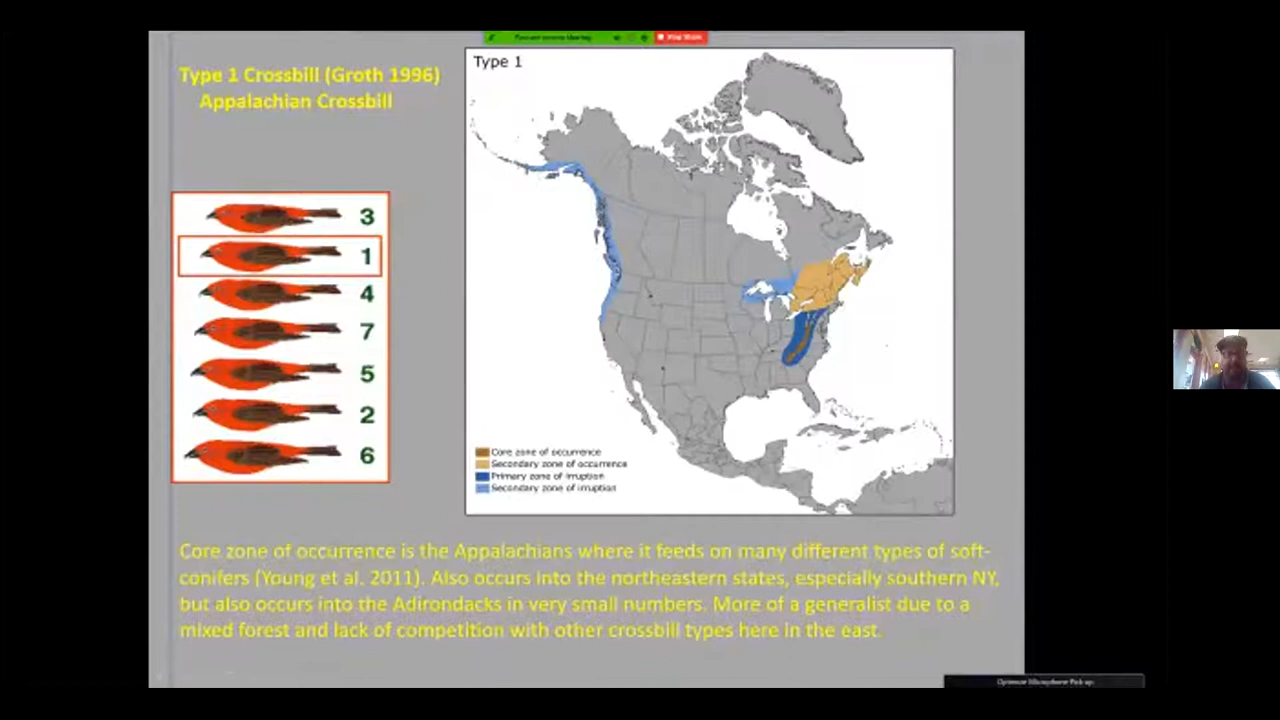 Type 1 Crossbill (Groth 1996)
Appalachian Crossbill
3
1
4
7
5
2
6
Stop Share
Type 1
Core zone of occurrence
Secondary zone of occurrence
Primary zone of irruption
Secondary zone of irruption
Core zone of occurrence is the Appalachians where it feeds on many different types of soft-
conifers (Young et al. 2011). Also occurs into the northeastern states, especially southern NY,
but also occurs into the Adirondacks in very small numbers. More of a generalist due to a
mixed forest and lack of competition with other crossbill types here in the east.